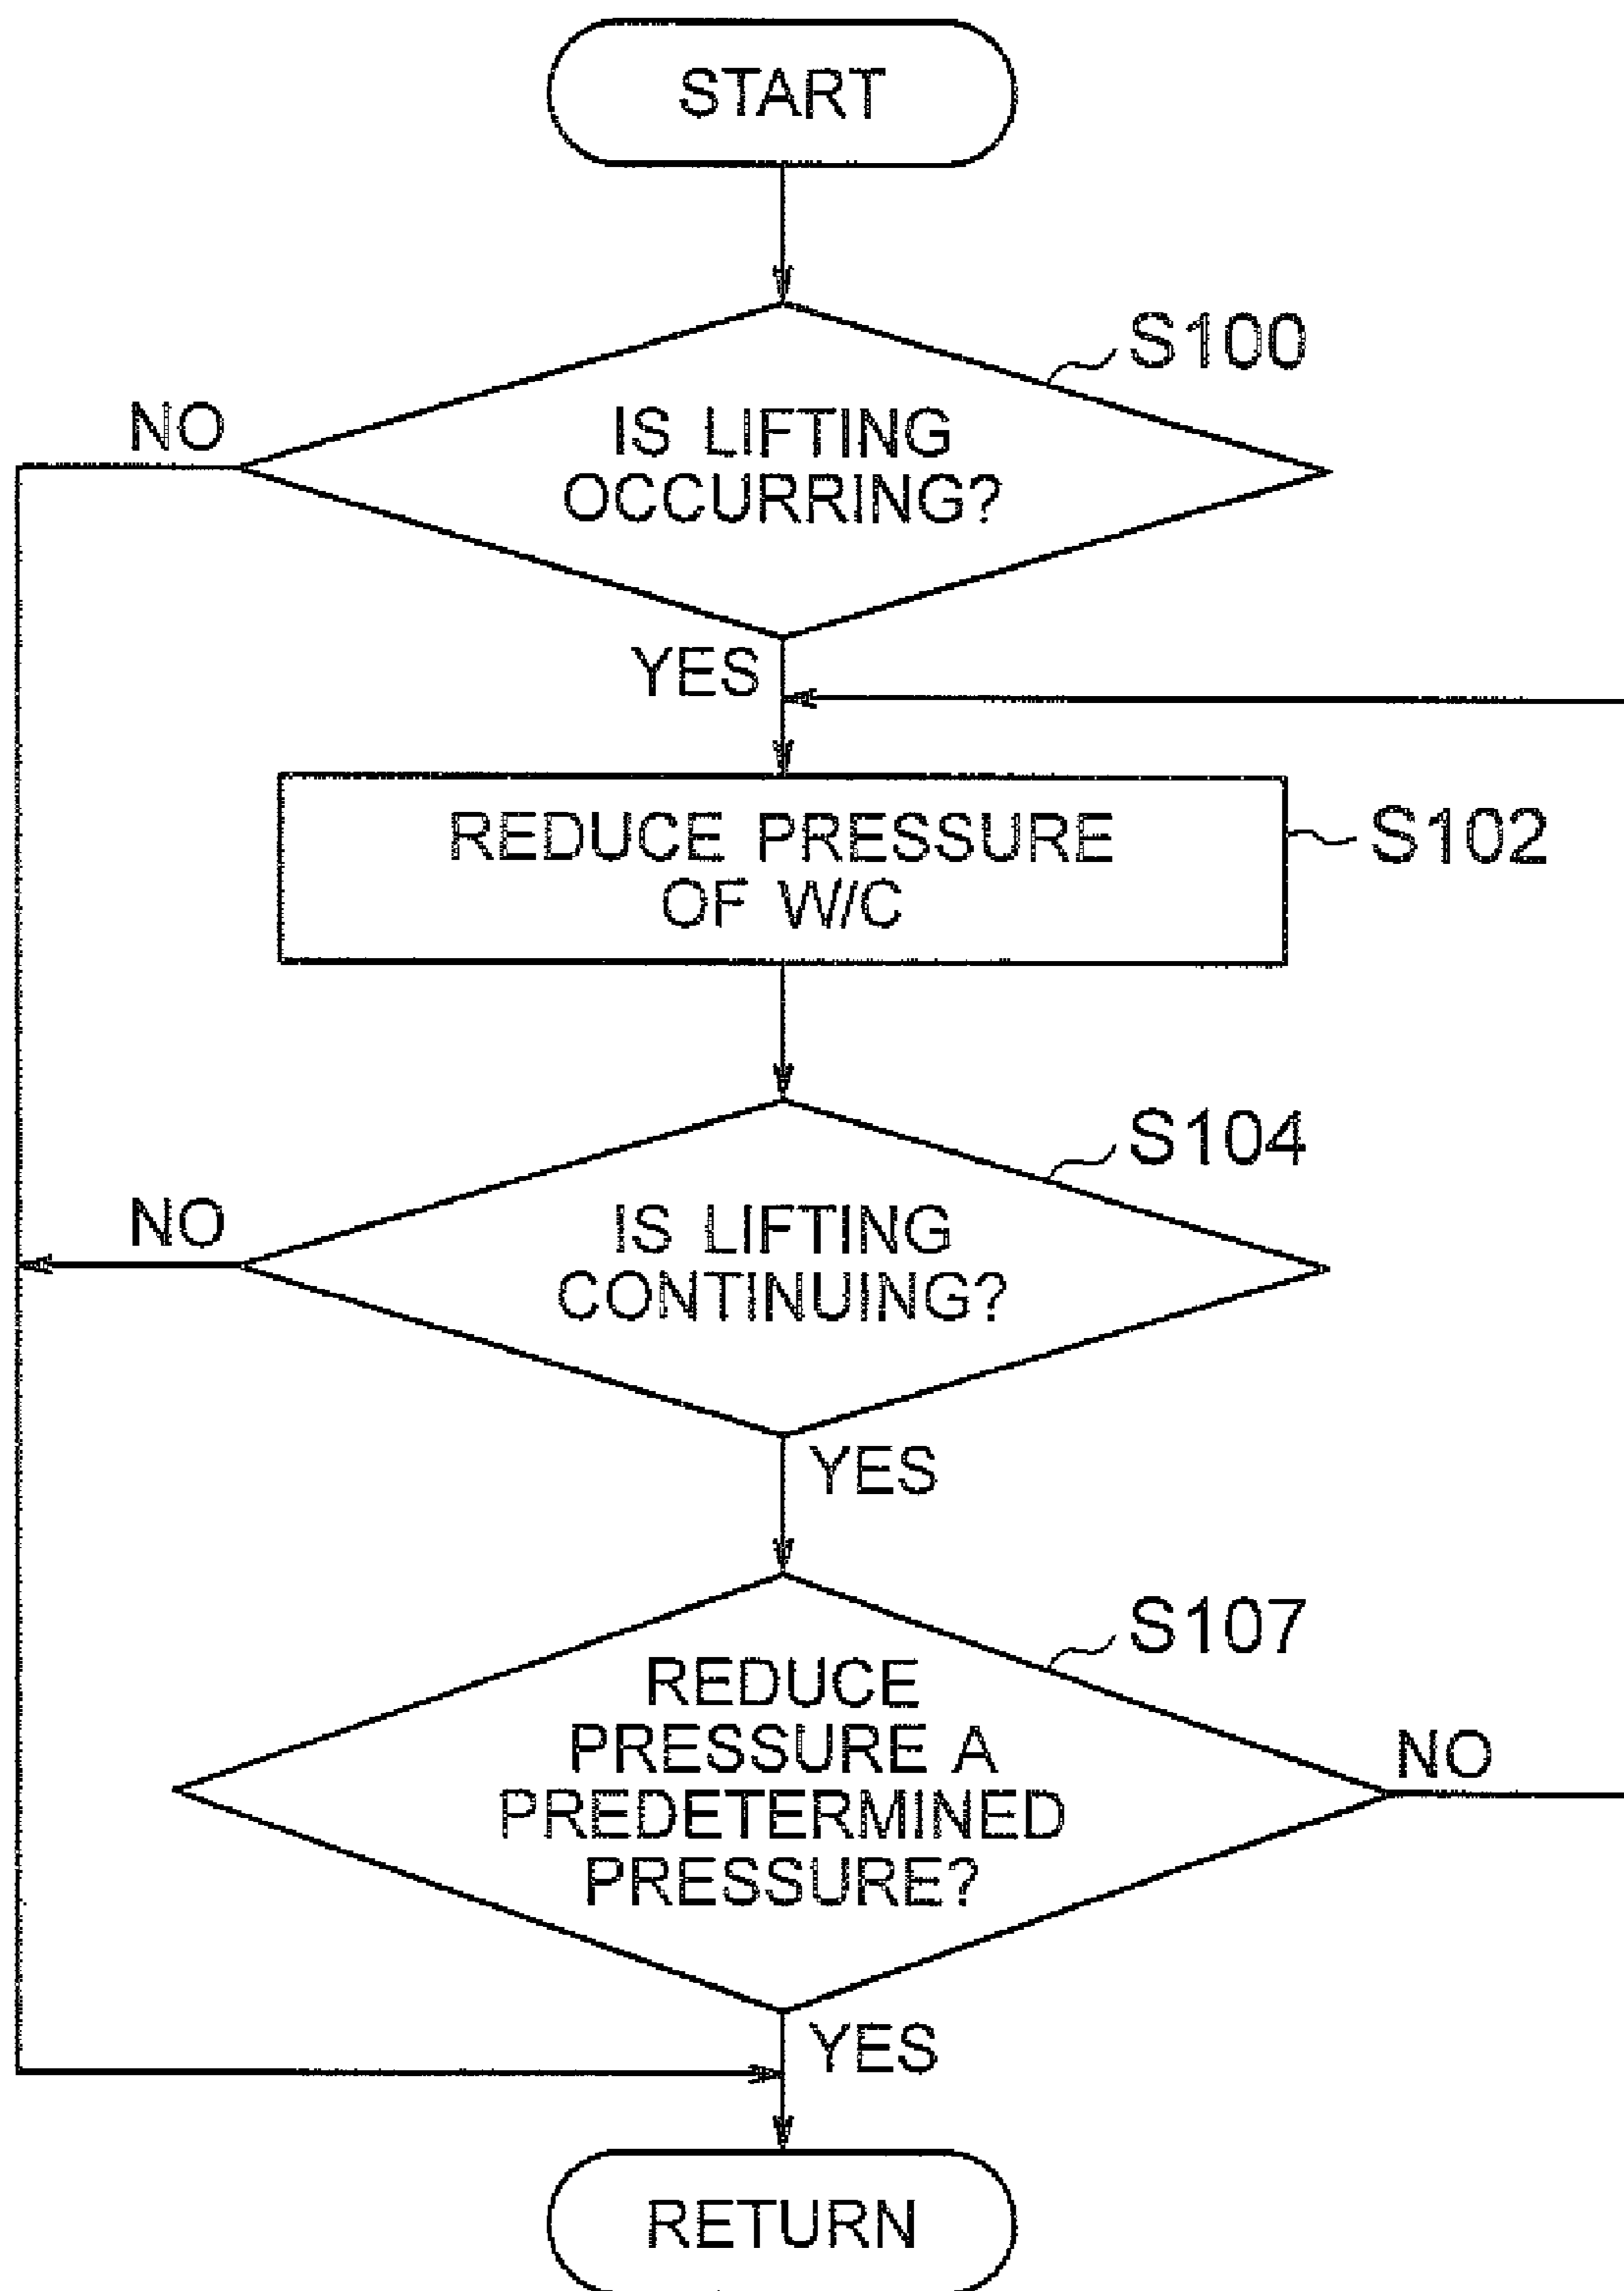 START
S100
NO
IS LIFTING
OCCURRING?
YES
REDUCE PRESSURE
OF W/C
S102
S104
NO
IS LIFTING
CONTINUING?
YES
S107
REDUCE
PRESSURE A
PREDETERMINED
PRESSURE?
NO
YES
RETURN